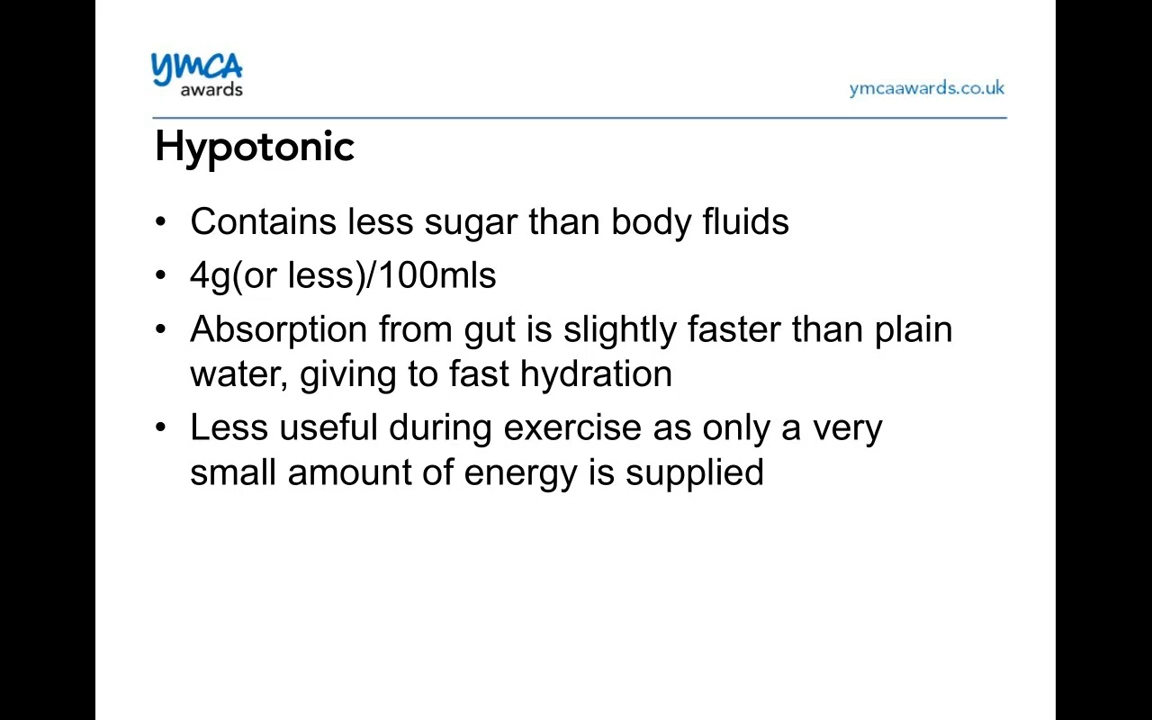 ymca
awards
ymcaawards.co.uk
Hypotonic
• Contains less sugar than body fluids
• 4g(or less)/100mls
• Absorption from gut is slightly faster than plain
water, giving to fast hydration
• Less useful during exercise as only a very
small amount of energy is supplied